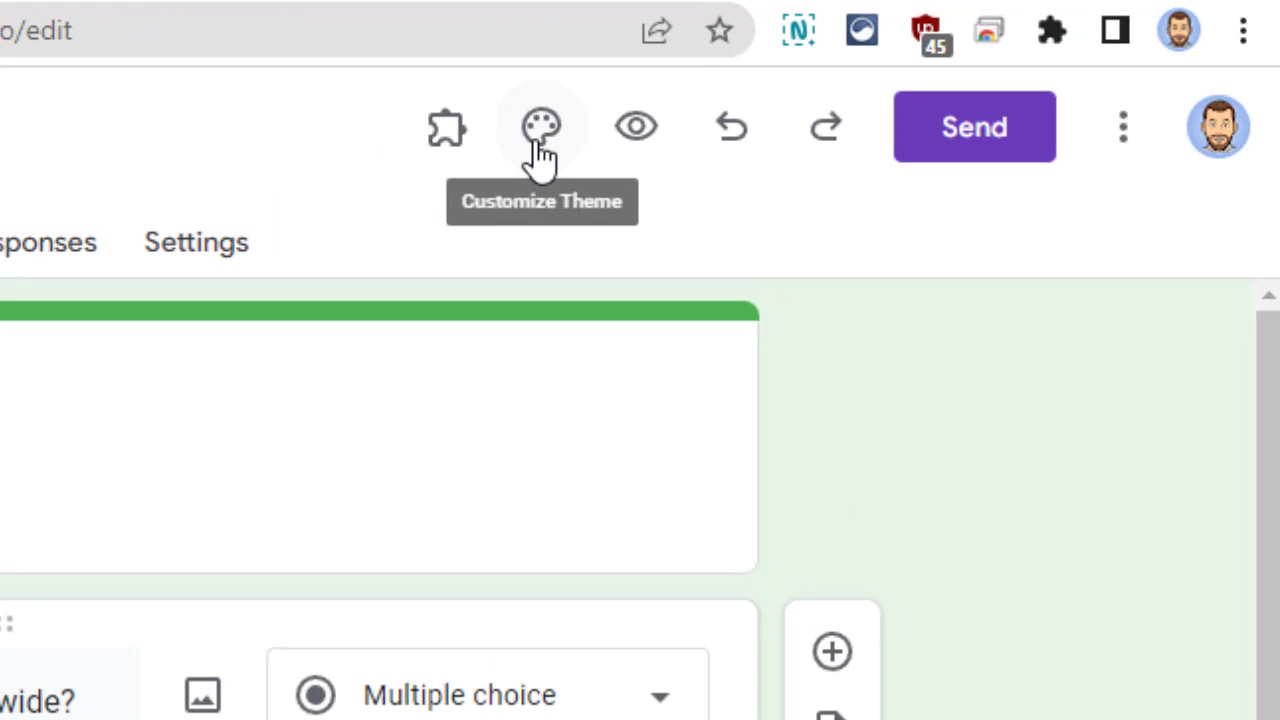 o/edit
45
Send
Customize Theme
sponses Settings
wide? Multiple choice